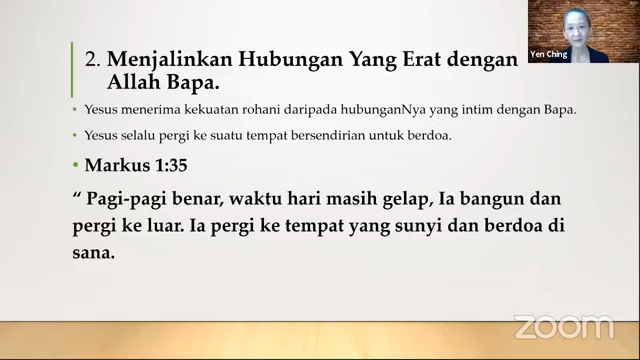 2. Menjalinkan Hubungan Yang Erat dengan
Allah Bapa.
• Yesus menerima kekuatan rohani daripada hubunganNya yang intim dengan Bapa.
• Yesus selalu pergi ke suatu tempat bersendirian untuk berdoa.
• Markus 1:35
“ Pagi-pagi benar, waktu hari masih gelap, Ia bangun dan
pergi ke luar. Ia pergi ke tempat yang sunyi dan berdoa di
sana.
Yen Ching
zoom